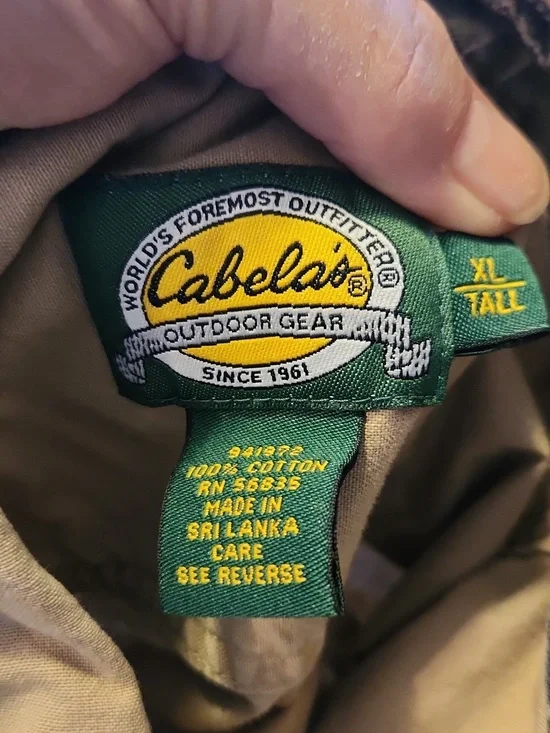 WORLD'S FOREMOST OUTFITTER®
Cabela's®
OUTDOOR GEAR
SINCE 1961
XL
TALL
941972
100% COTTON
RN 56835
MADE IN
SRI LANKA
CARE
SEE REVERSE